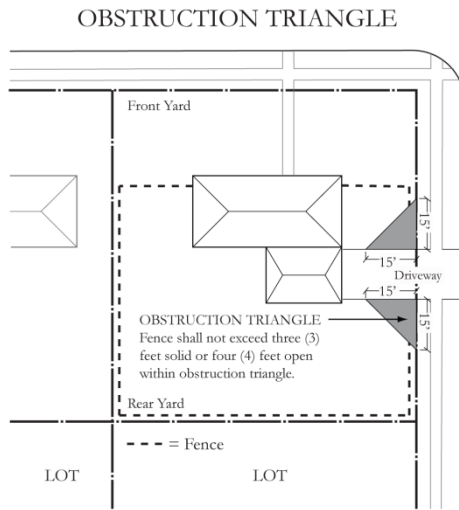 OBSTRUCTION TRIANGLE
Front Yard
15'
15'
Driveway
15'
15'
OBSTRUCTION TRIANGLE
Fence shall not exceed three (3)
feet solid or four (4) feet open
within obstruction triangle.
Rear Yard
= Fence
LOT
LOT